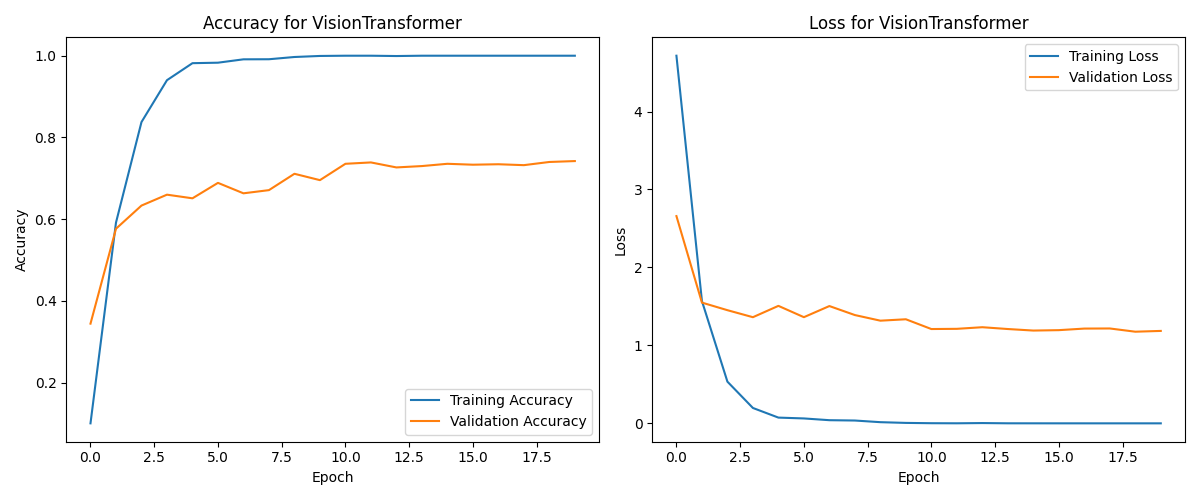 Accuracy for VisionTransformer
1.0
0.8
0.6
0.4
0.2
Accuracy
Training Accuracy
Validation Accuracy
0.0 2.5 5.0 7.5 10.0 12.5 15.0 17.5
Epoch
Loss for VisionTransformer
Training Loss
Validation Loss
4
3
2
1
0
Loss
0.0 2.5 5.0 7.5 10.0 12.5 15.0 17.5
Epoch